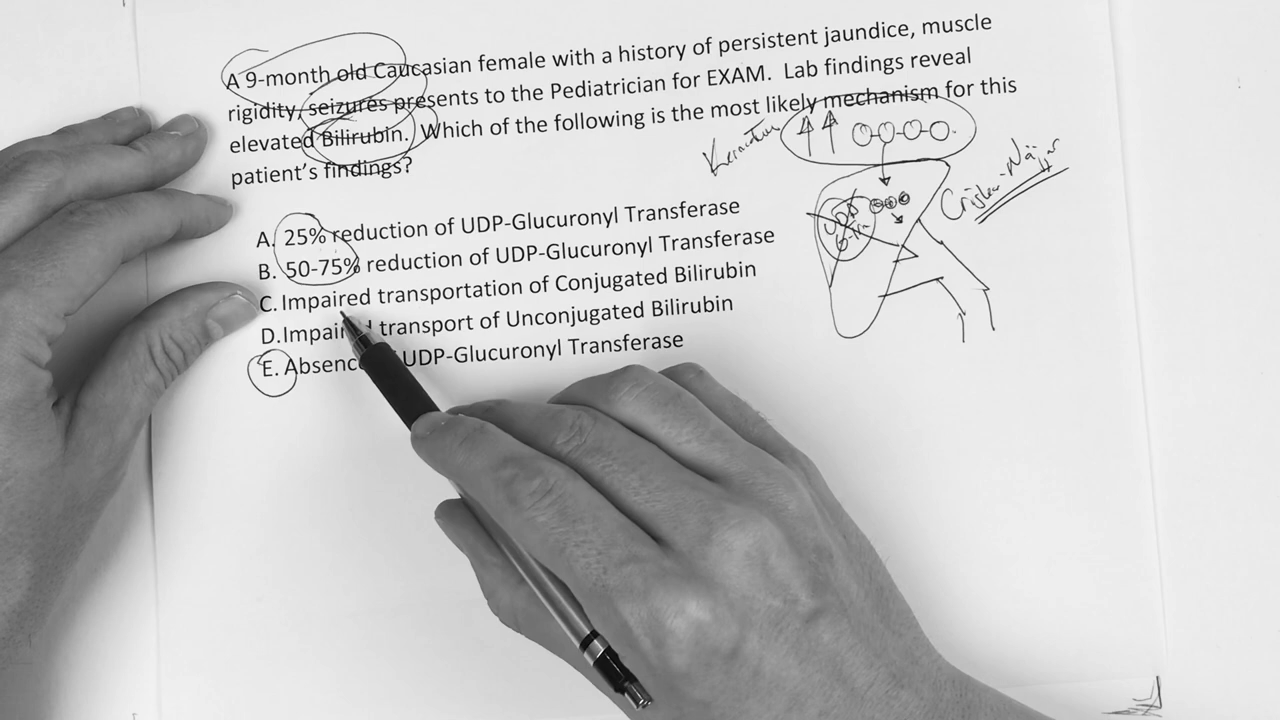 A 9-month old Caucasian female with a history of persistent jaundice, muscle
rigidity, seizures presents to the Pediatrician for EXAM. Lab findings reveal
elevated Bilirubin. Which of the following is the most likely mechanism for this
patient's findings?
A. 25% reduction of UDP-Glucuronyl Transferase
B. 50-75% reduction of UDP-Glucuronyl Transferase
C. Impaired transportation of Conjugated Bilirubin
D. Impai transport of Unconjugated Bilirubin
E. Absenc UDP-Glucuronyl Transferase